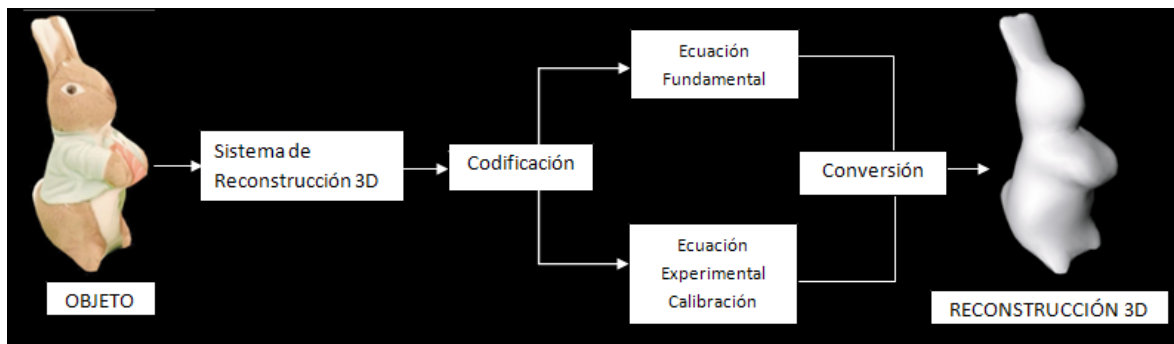 OBJETO
Sistema de
Reconstrucción 3D
Codificación
Ecuación
Fundamental
Ecuación
Experimental
Calibración
Conversión
RECONSTRUCCIÓN 3D